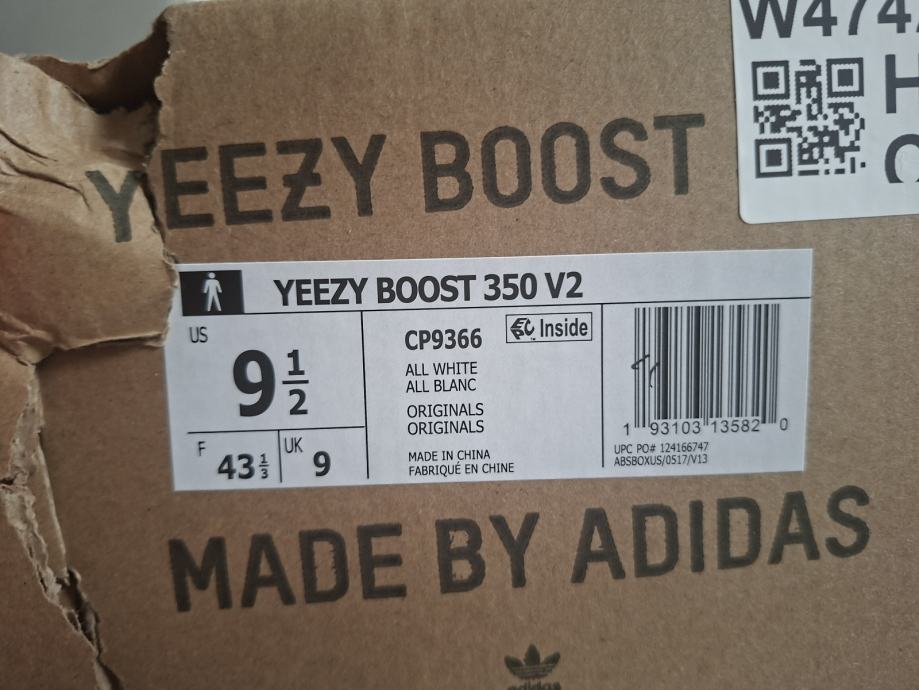 W474
YEEZY BOOST
YEEZY BOOST 350 V2
US
9 1/2
F
43 1/3
UK
9
CP9366
Inside
ALL WHITE
ALL BLANC
ORIGINALS
ORIGINALS
MADE IN CHINA
FABRIQUÉ EN CHINE
1 93103 13582 0
UPC PO# 124166747
ABSBOXUS/0517/V13
MADE BY ADIDAS
adidas